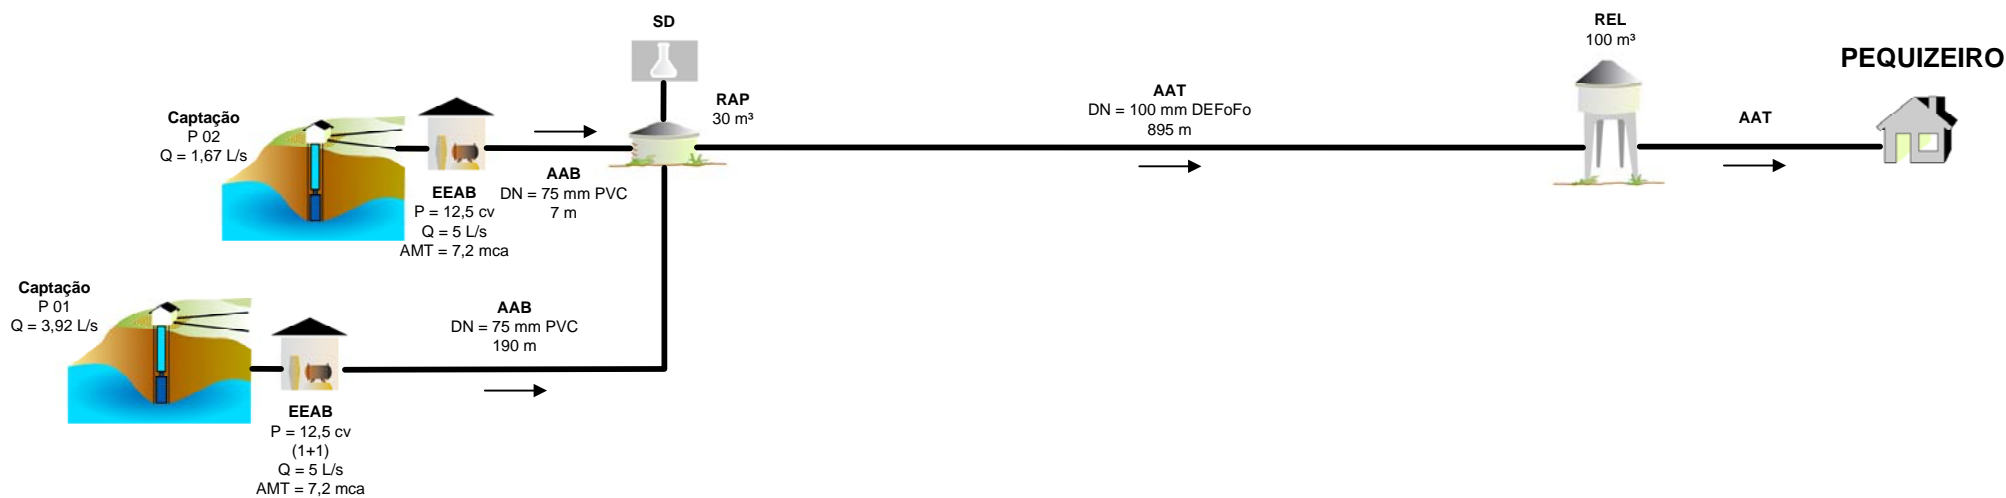 SD
REL
100 m³
PEQUIZEIRO
Captação
P 02
Q = 1,67 L/s
RAP
30 m³
AAT
DN = 100 mm DEFoFo
895 m
AAT
EEAB
P = 12,5 cv
Q = 5 L/s
AMT = 7,2 mca
AAB
DN = 75 mm PVC
7 m
Captação
P 01
Q = 3,92 L/s
AAB
DN = 75 mm PVC
190 m
EEAB
P = 12,5 cv
(1+1)
Q = 5 L/s
AMT = 7,2 mca